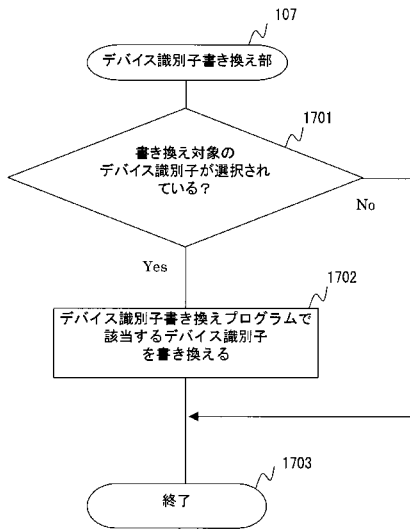 107
デバイス識別子書き換え部
1701
書き換え対象の
デバイス識別子が選択され
ている?
No
Yes
1702
デバイス識別子書き換えプログラムで
該当するデバイス識別子
を書き換える
1703
終了